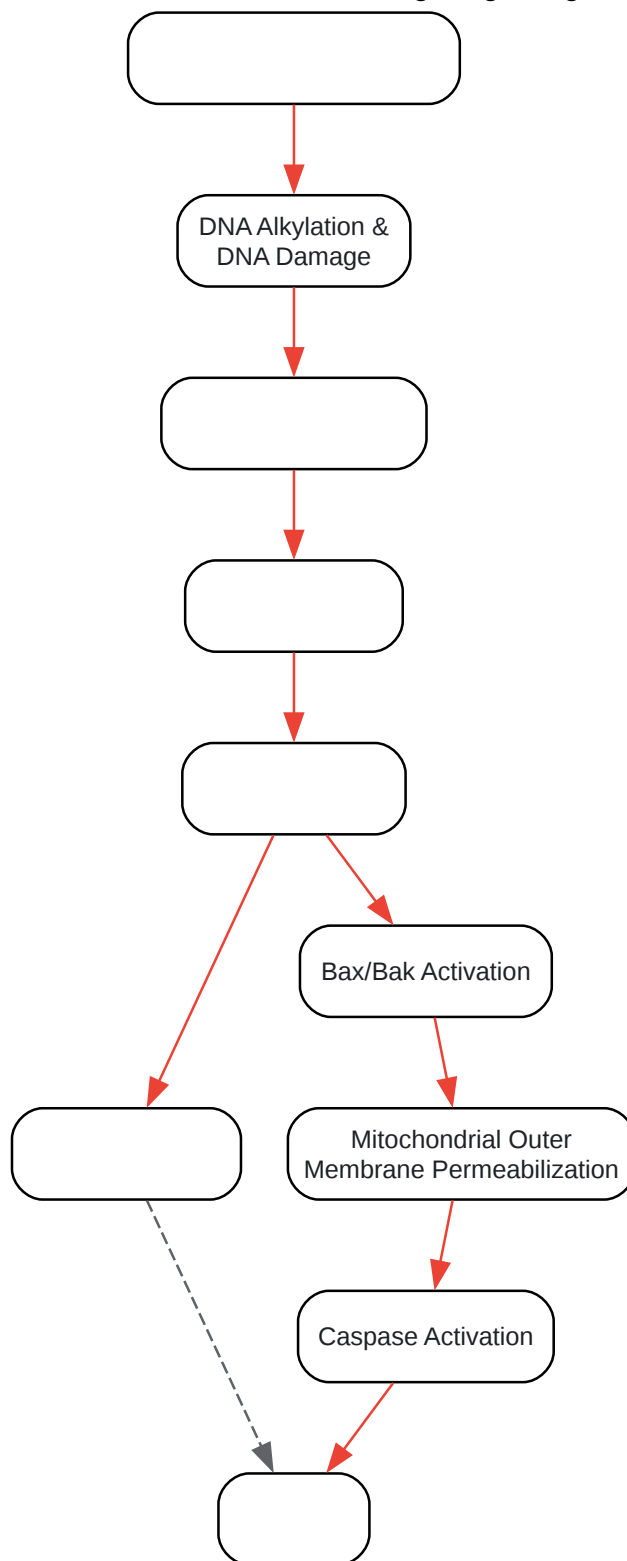 DNA Alkylation &
DNA Damage
Bax/Bak Activation
Mitochondrial Outer
Membrane Permeabilization
Caspase Activation